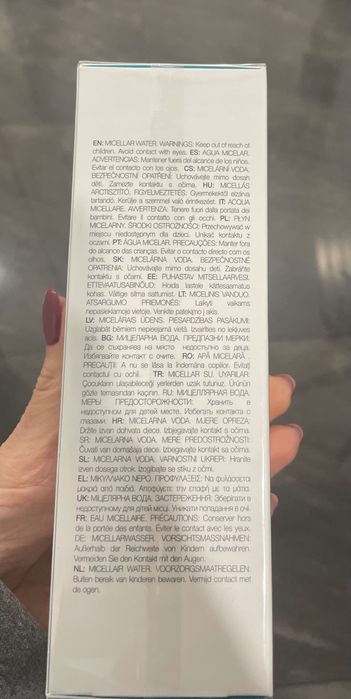 EN: MICELLAR WATER. WARNINGS: Keep out of reach of
children. Avoid contact with eyes. ES: AGUA MICELAR.
ADVERTENCIAS: Mantener fuera del alcance de los niños.
Evitar el contacto con los ojos. CS: MICELÁRNÍ VODA.
BEZPEČNOSTNÍ OPATŘENÍ: Uchovávejte mimo dosah
dětí. Zamezte kontaktu s očima. HU: MICELLÁS
ARCTISZTÍTÓ. FIGYELMEZTETÉS: Gyermekektől elzárva
tartandó. Kerülje a szemmel való érintkezést. IT: ACQUA
MICELLARE. AVVERTENZA: Tenere fuori dalla portata dei
bambini. Evitare il contatto con gli occhi. PL: PŁYN
MICELARNY. ŚRODKI OSTROŻNOŚCI: Przechowywać w
miejscu niedostępnym dla dzieci. Unikać kontaktu z
oczami. PT: ÁGUA MICELAR. PRECAUÇÕES: Manter fora
do alcance das crianças. Evitar o contacto directo com os
olhos. SK: MICELÁRNA VODA. BEZPEČNOSTNÉ
OPATRENIA: Uchovávajte mimo dosahu detí. Zabráňte
kontaktu s očami. EE: PUHASTAV MITSELLAARVESI.
ETTEVAATUSABINÕUD: Hoida lastele kättesaamatus
kohas. Vältige silma sattumist. LT: MICELINIS VANDUO.
ATSARGUMO PRIEMONĖS: Laikyti vaikams
nepasiekiamoje vietoje. Venkite patekimo į akis.
LV: MICELĀRAIS ŪDENS. PIESARDZĪBAS PASĀKUMI:
Uzglabāt bērniem nepieejamā vietā. Izvairīties no iekļuves
acīs. BG: МИЦЕЛАРНА ВОДА. ПРЕДПАЗНИ МЕРКИ:
Да се съхранява на място недостъпно за деца.
Избягвайте контакт с очите. RO: APĂ MICELARĂ.
PRECAUȚII: A nu se lăsa la îndemâna copiilor. Evitați
contactul cu ochii. TR: MICELLAR SU. UYARILAR:
Çocukların ulaşabileceği yerlerden uzak tutunuz. Ürünün
gözle temasından kaçının. RU: МИЦЕЛЛЯРНАЯ ВОДА.
МЕРЫ ПРЕДОСТОРОЖНОСТИ: Хранить в
недоступном для детей месте. Избегать контакта с
глазами. HR: MICELARNA VODA. MERE OPREZA:
Držite izvan dohvata djece. Izbjegavajte kontakt s očima.
SR: MICELARNA VODA. MERE PREDOSTROŽNOSTI:
Čuvati van domašaja dece. Izbegavajte kontakt sa očima.
SL: MICELARNA VODA. VARNOSTNI UKREPI: Hranite
izven dosega otrok. Izogibajte se stiku z očmi.
EL: ΜΙΚΥΛΛΙΑΚΟ ΝΕΡΟ. ΠΡΟΦΥΛΑΞΕΙΣ: Να φυλάσσεται
μακριά από παιδιά. Αποφύγετε την επαφή με τα μάτια.
UK: МІЦЕЛЯРНА ВОДА. ЗАСТЕРЕЖЕННЯ: Зберігати в
недоступному для дітей місці. Уникати попадання в очі.
FR: EAU MICELLAIRE. PRÉCAUTIONS: Conserver hors
de la portée des enfants. Éviter le contact avec les yeux.
DE: MICELLARWASSER. VORSICHTSMASSNAHMEN:
Außerhalb der Reichweite von Kindern aufbewahren.
Vermeiden Sie den Kontakt mit den Augen.
NL: MICELLAIR WATER. VOORZORGSMAATREGELEN:
Buiten bereik van kinderen bewaren. Vermijd contact met
de ogen.